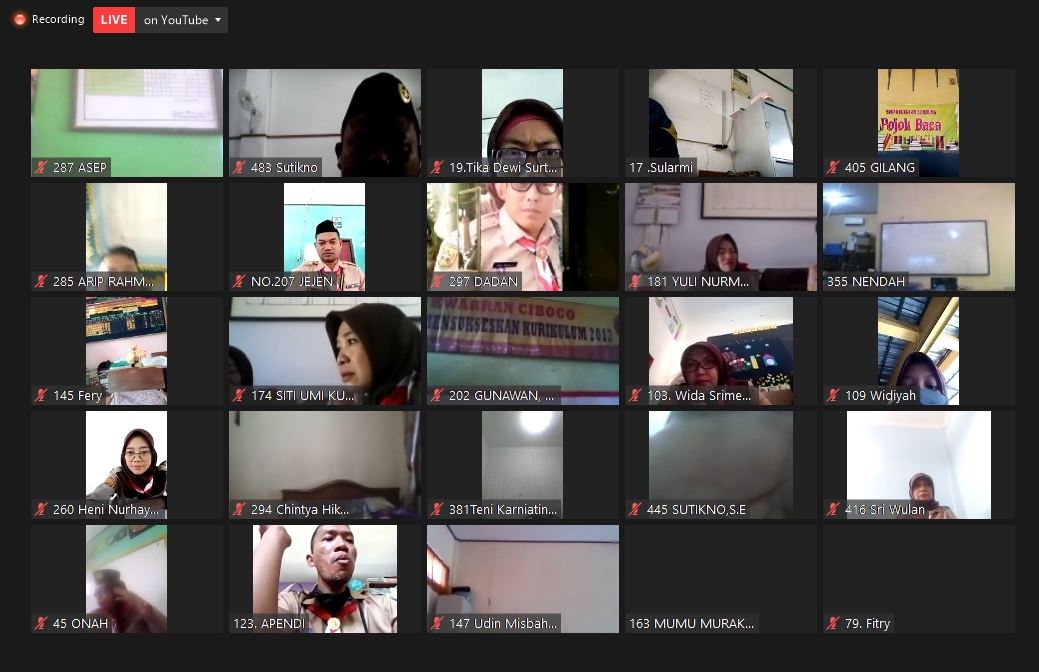 Recording LIVE on YouTube
287 ASEP
483 Sutikno
19.Tika Dewi Surt...
17 .Sularmi
Pojok Baca
405 GILANG
285 ARIP RAHM...
NO.207 JEJEN
297 DADAN
181 YULI NURM...
355 NENDAH
145 Fery
174 SITI UMI KU...
KWARRAN CIBOGO
MENSUKSESKAN KURIKULUM 2013
202 GUNAWAN, ...
103. Wida Srime...
109 Widiyah
260 Heni Nurhay...
294 Chintya Hik...
381Teni Karniatin...
445 SUTIKNO,S.E
416 Sri Wulan
45 ONAH
123. APENDI
147 Udin Misbah...
163 MUMU MURAK...
79. Fitry